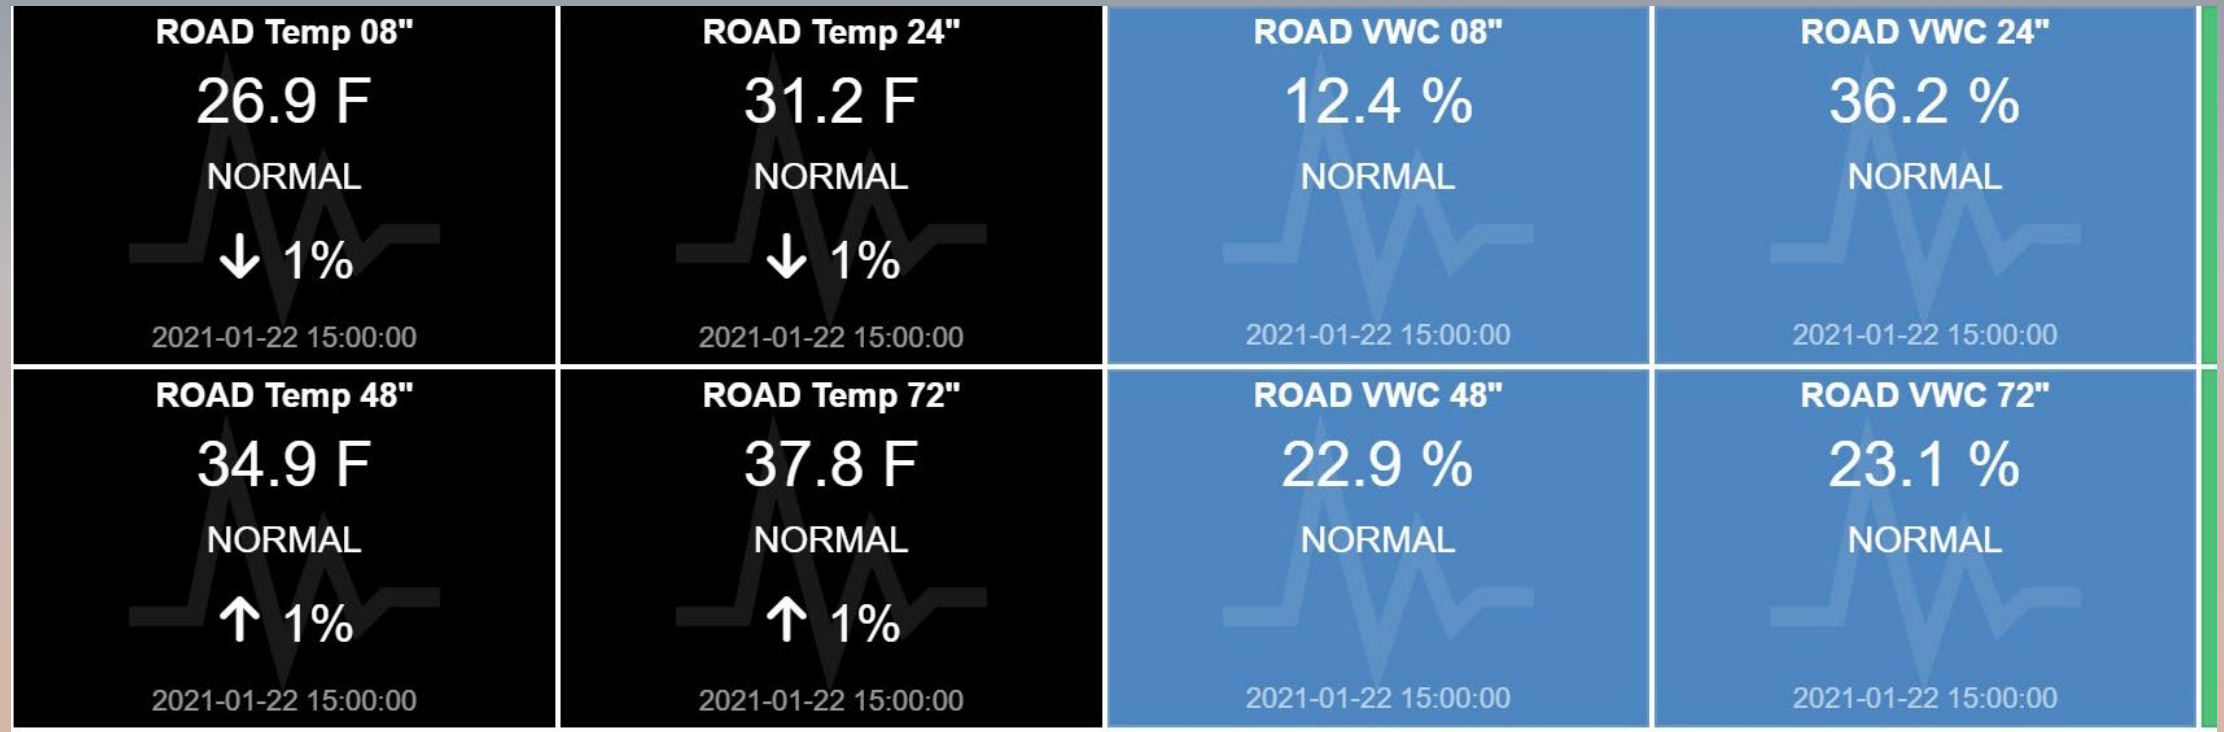 ROAD Temp 08"
26.9 F
NORMAL
↓ 1%
2021-01-22 15:00:00
ROAD Temp 24"
31.2 F
NORMAL
↓ 1%
2021-01-22 15:00:00
ROAD VWC 08"
12.4 %
NORMAL
2021-01-22 15:00:00
ROAD VWC 24"
36.2 %
NORMAL
2021-01-22 15:00:00
ROAD Temp 48"
34.9 F
NORMAL
↑ 1%
2021-01-22 15:00:00
ROAD Temp 72"
37.8 F
NORMAL
↑ 1%
2021-01-22 15:00:00
ROAD VWC 48"
22.9 %
NORMAL
2021-01-22 15:00:00
ROAD VWC 72"
23.1 %
NORMAL
2021-01-22 15:00:00